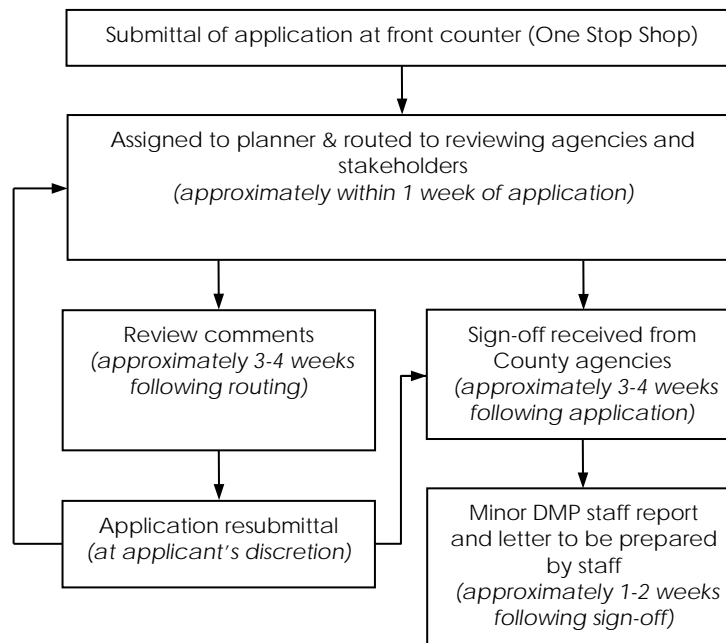 Submittal of application at front counter (One Stop Shop)
Assigned to planner & routed to reviewing agencies and
stakeholders
(approximately within 1 week of application)
Review comments
(approximately 3-4 weeks
following routing)
Sign-off received from
County agencies
(approximately 3-4 weeks
following application)
Application resubmittal
(at applicant's discretion)
Minor DMP staff report
and letter to be prepared
by staff
(approximately 1-2 weeks
following sign-off)